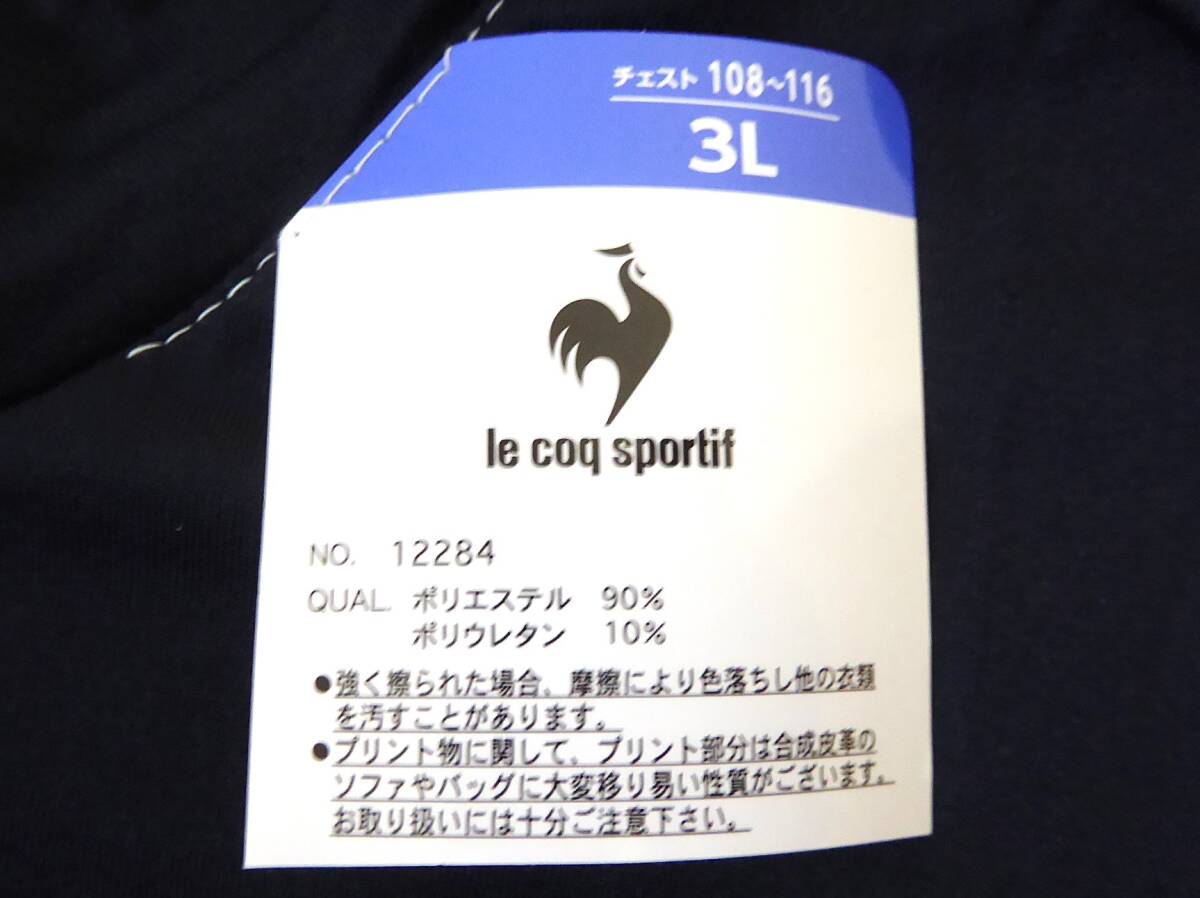 チェスト 108~116
3L
le coq sportif
NO. 12284
QUAL. ポリエステル 90%
ポリウレタン 10%
●強く擦られた場合、摩擦により色落ちし他の衣類
を汚すことがあります。
●プリント物に関して、プリント部分は合成皮革の
ソファやバッグに大変移り易い性質がございます。
お取り扱いには十分ご注意下さい。